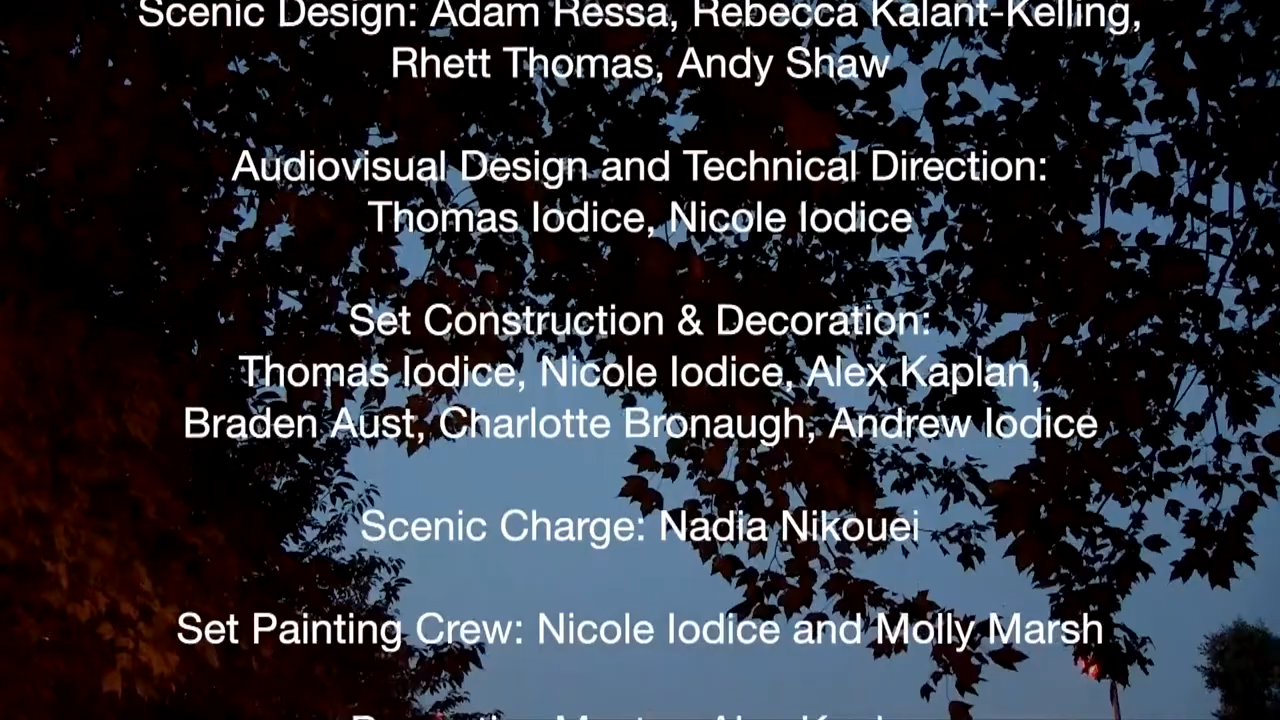 Scenic Design: Adam Ressa, Rebecca Kalant-Kelling,
Rhett Thomas, Andy Shaw
Audiovisual Design and Technical Direction:
Thomas Iodice, Nicole Iodice
Set Construction & Decoration:
Thomas Iodice, Nicole Iodice, Alex Kaplan,
Braden Aust, Charlotte Bronaugh, Andrew Iodice
Scenic Charge: Nadia Nikouei
Set Painting Crew: Nicole Iodice and Molly Marsh